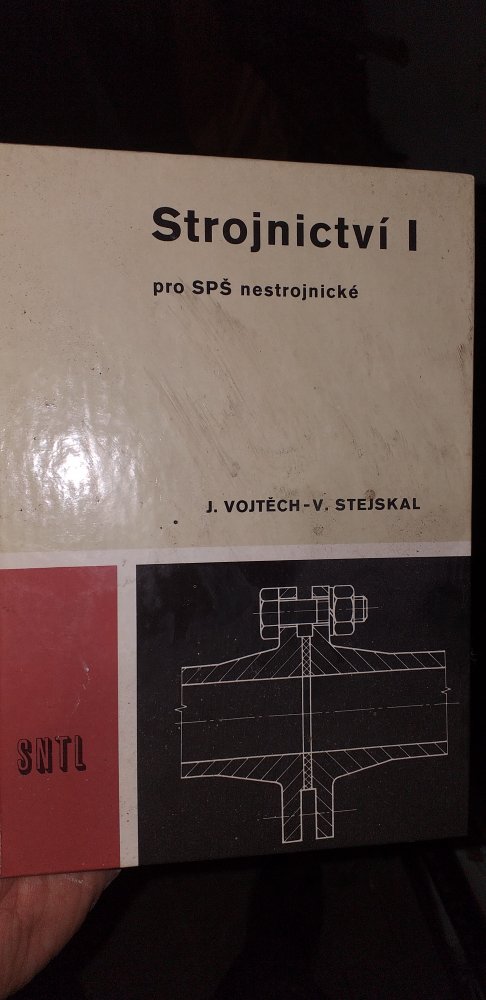 Strojnictví I
pro SPŠ nestrojnické
J. VOJTĚCH-V. STEJSKAL
SNTL